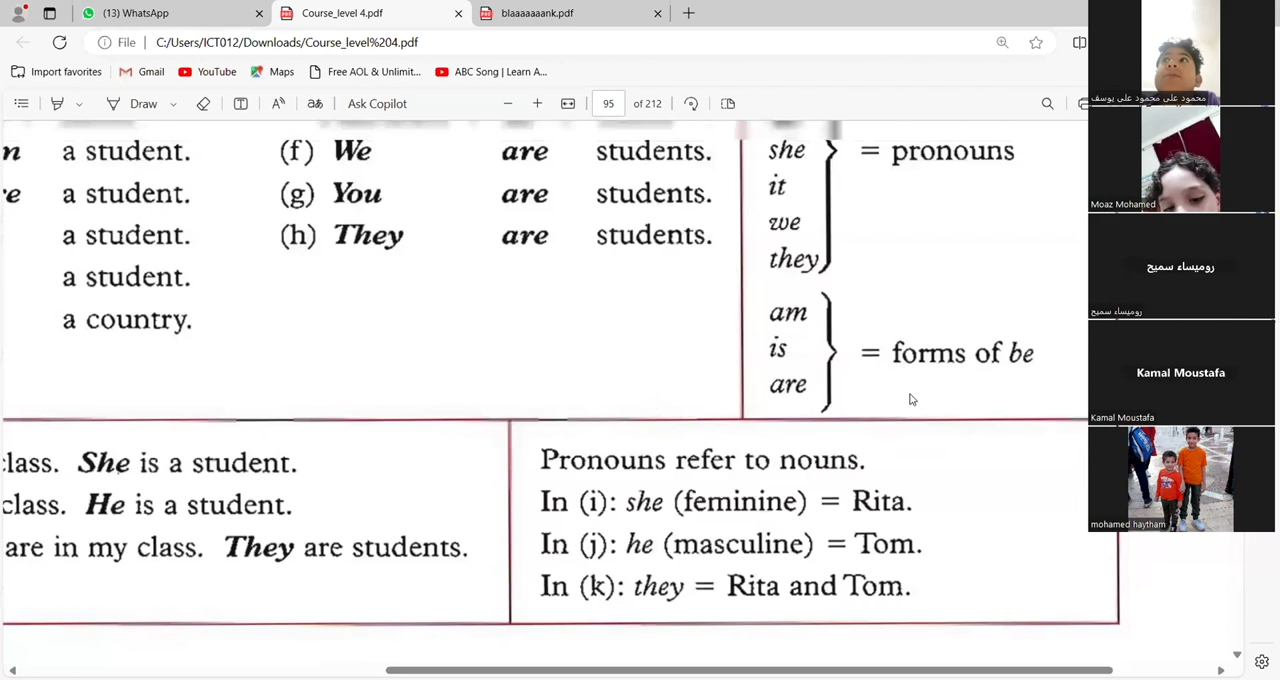 (13) WhatsApp
Course_level 4.pdf
blaaaaaaank.pdf
File
C:/Users/ICT012/Downloads/Course_level%204.pdf
Import favorites
Gmail
YouTube
Maps
Free AOL & Unlimit...
ABC Song | Learn A...
Draw
Ask Copilot
95 of 212
a student. (f) We are students.
a student. (g) You are students.
a student. (h) They are students.
a student.
a country.
she
it
we
they
= pronouns
am
is
are
= forms of be
class. She is a student.
class. He is a student.
are in my class. They are students.
Pronouns refer to nouns.
In (i): she (feminine) = Rita.
In (j): he (masculine) = Tom.
In (k): they = Rita and Tom.
محمود على محمود على يوسف
Moaz Mohamed
روميساء سميح
روميساء سميح
Kamal Moustafa
Kamal Moustafa
mohamed haytham